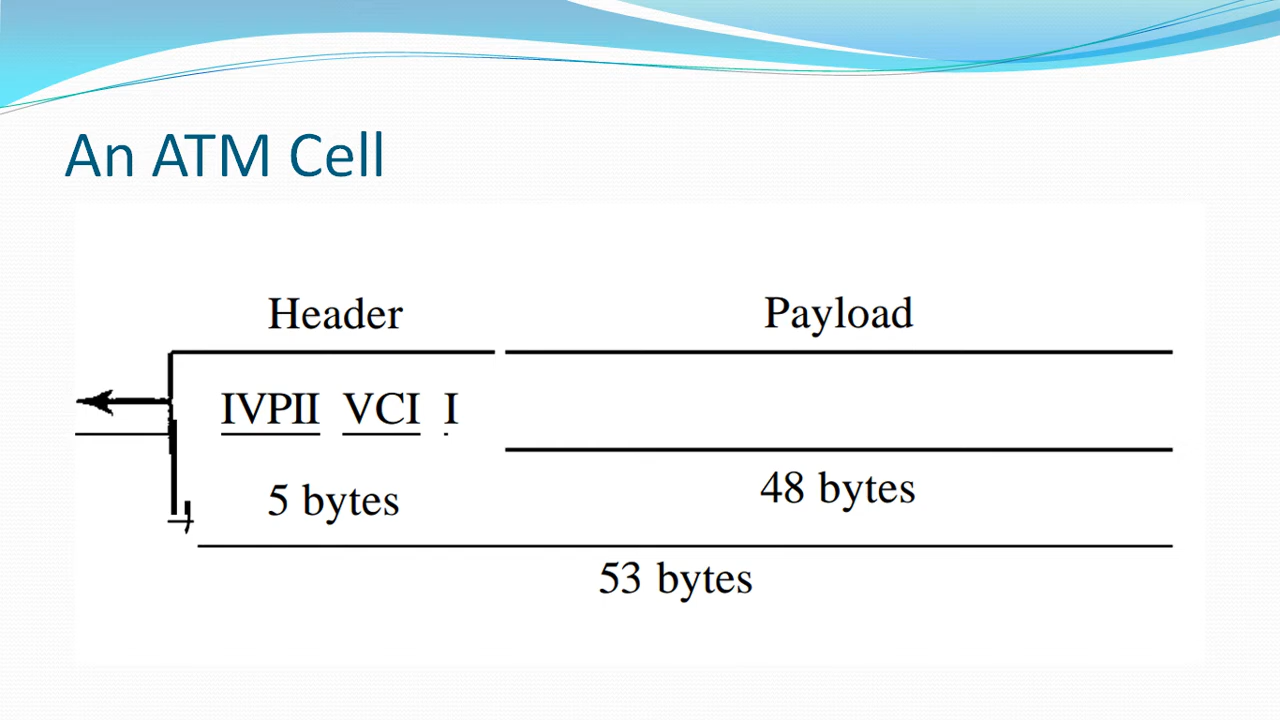 An ATM Cell
Header Payload
IVPII VCI I
5 bytes 48 bytes
53 bytes